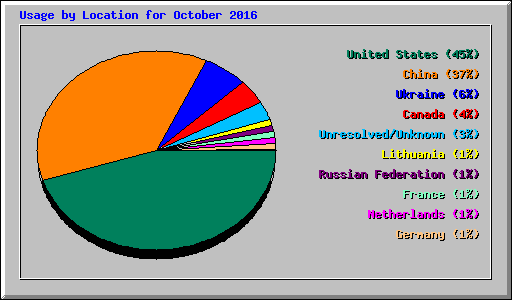 Usage by Location for October 2016
United States (45%)
China (37%)
Ukraine (6%)
Canada (4%)
Unresolved/Unknown (3%)
Lithuania (1%)
Russian Federation (1%)
France (1%)
Netherlands (1%)
Germany (1%)